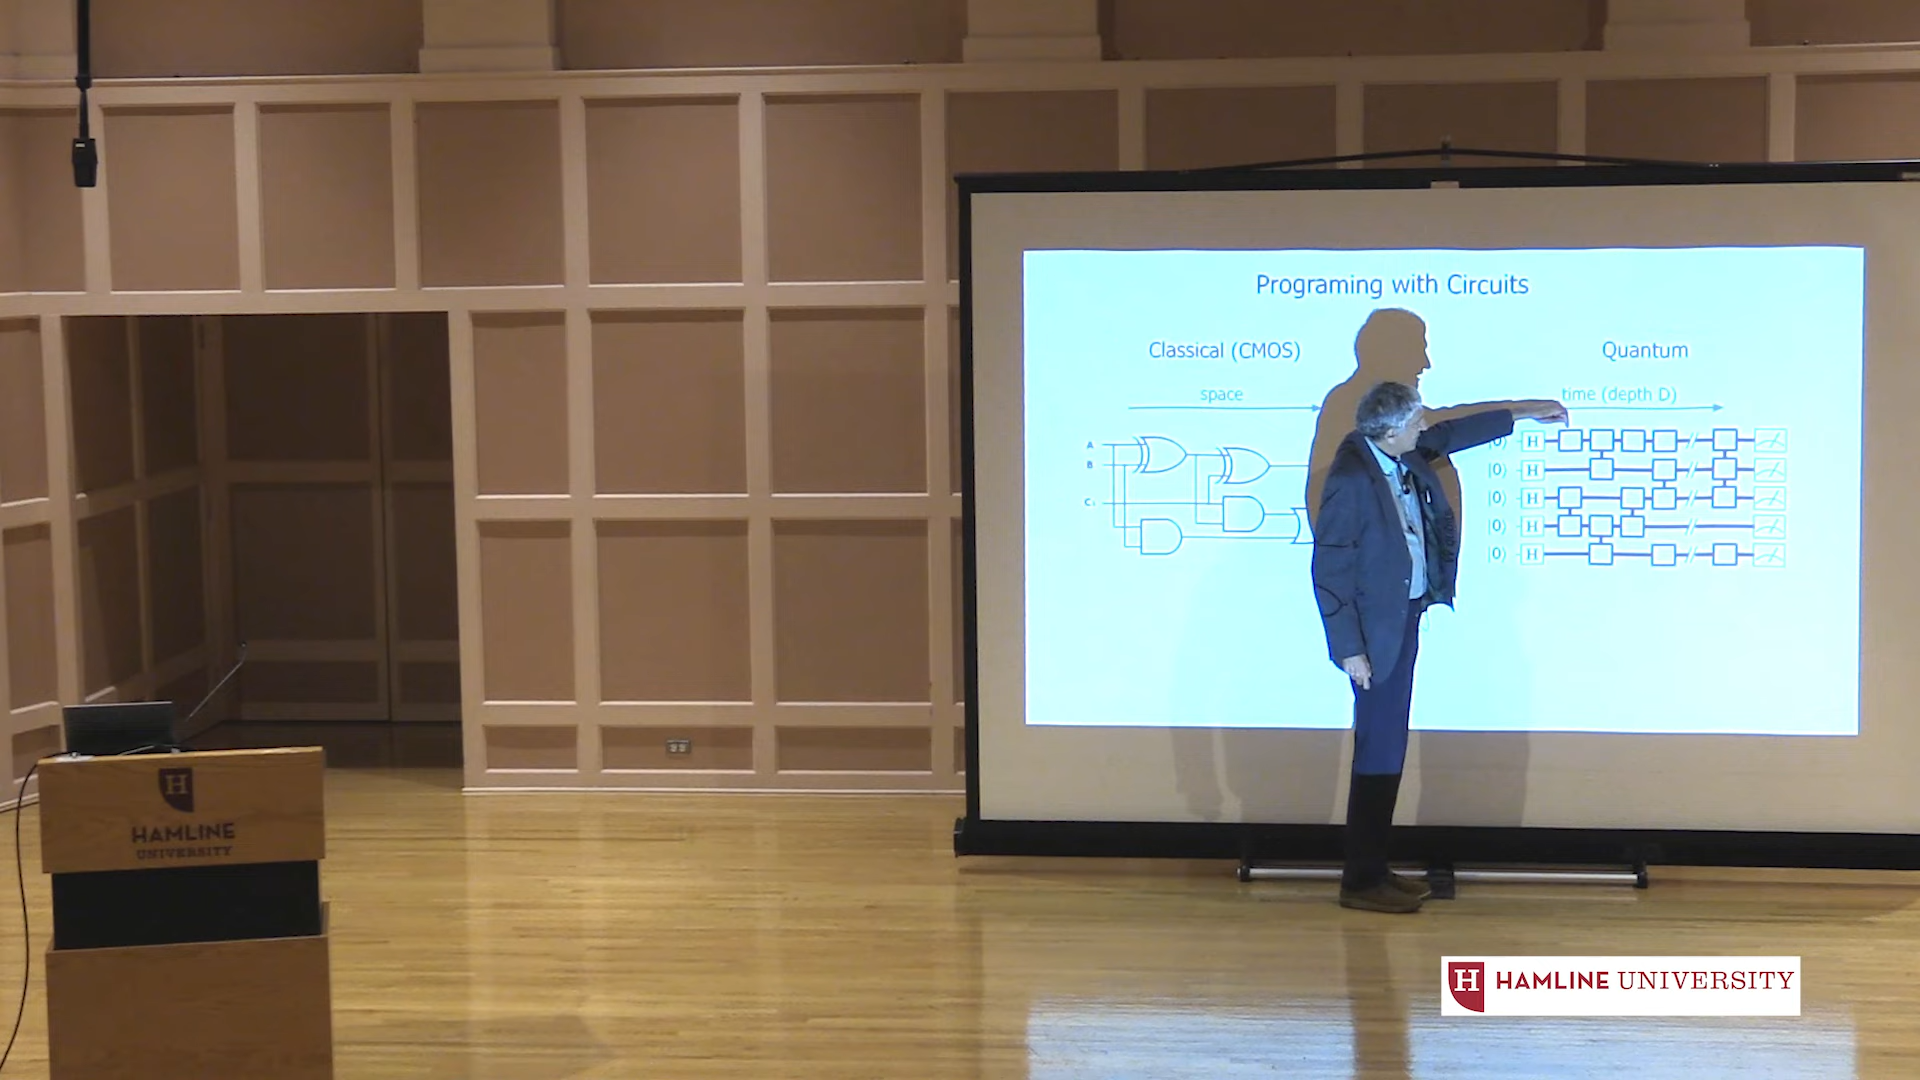 Programing with Circuits
Classical (CMOS)
Quantum
space
time (depth D)
A
B
|0⟩ H
|0⟩ H
|0⟩ H
|0⟩ H
|0⟩ H
H
HAMLINE
UNIVERSITY
H HAMLINE UNIVERSITY